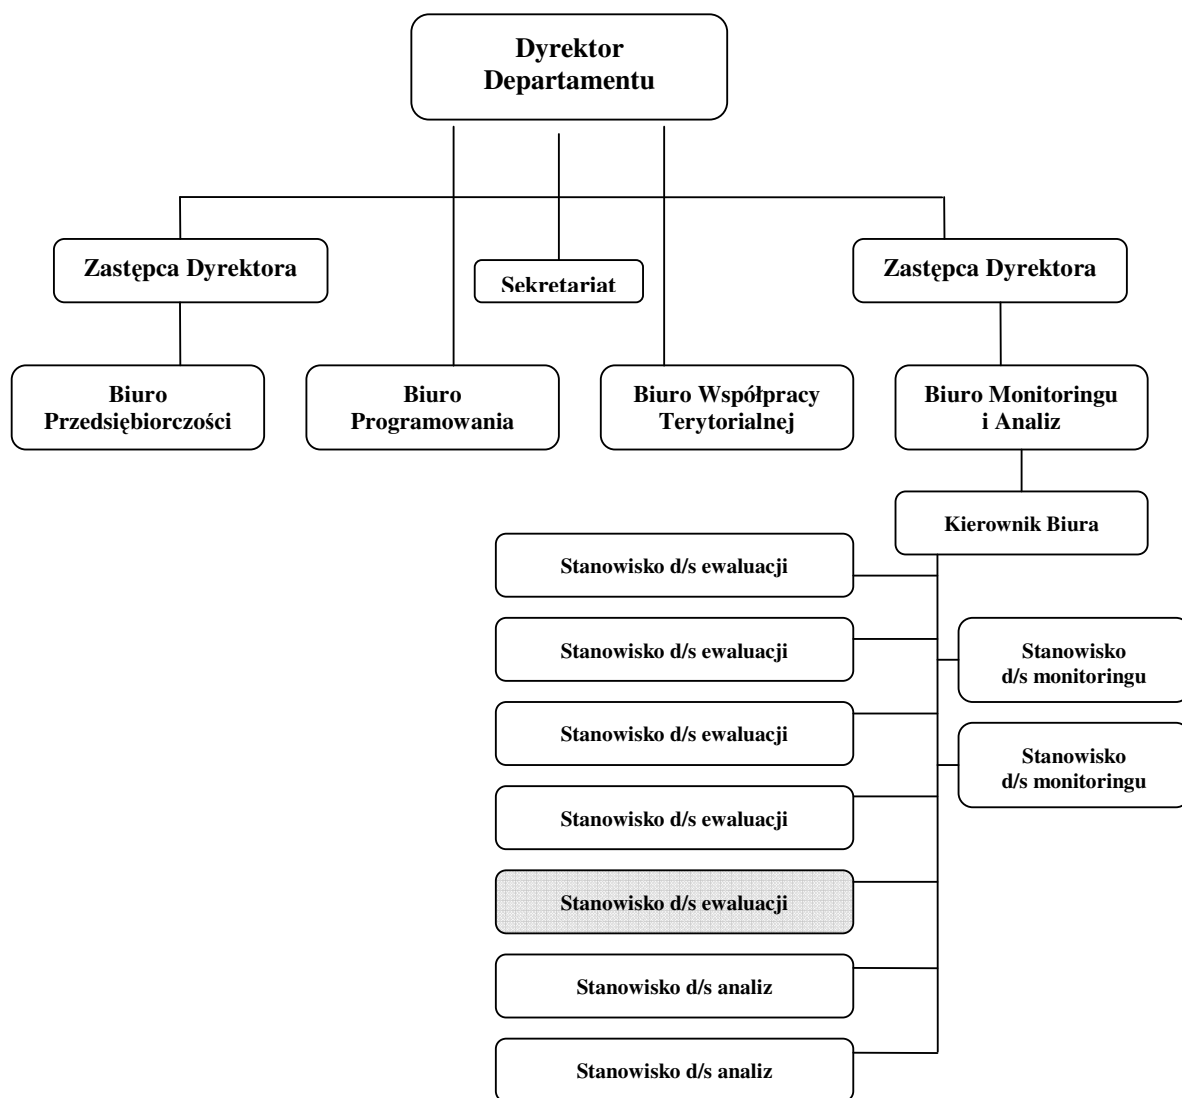 Dyrektor
Departamentu
Zastępca Dyrektora
Sekretariat
Zastępca Dyrektora
Biuro
Przedsiębiorczości
Biuro
Programowania
Biuro Współpracy
Terytorialnej
Biuro Monitoringu
i Analiz
Kierownik Biura
Stanowisko d/s ewaluacji
Stanowisko d/s ewaluacji
Stanowisko
d/s monitoringu
Stanowisko d/s ewaluacji
Stanowisko
d/s monitoringu
Stanowisko d/s ewaluacji
Stanowisko d/s ewaluacji
Stanowisko d/s analiz
Stanowisko d/s analiz